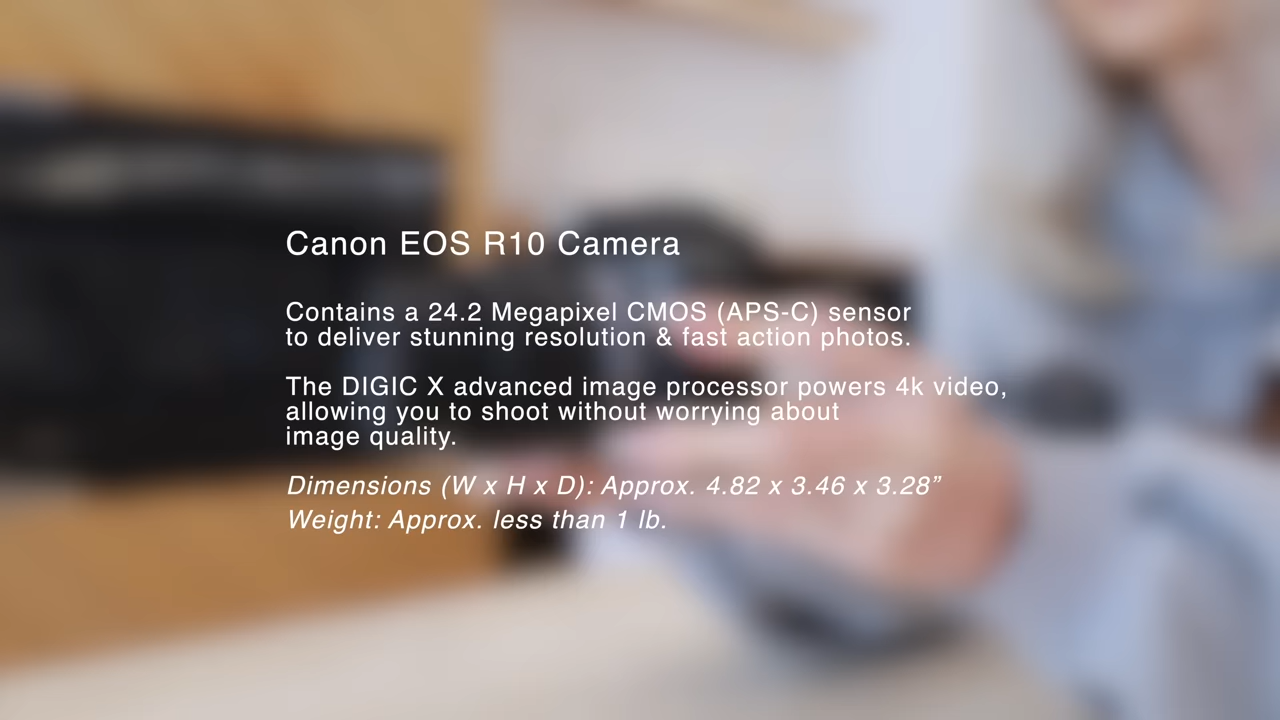 Canon EOS R10 Camera
Contains a 24.2 Megapixel CMOS (APS-C) sensor
to deliver stunning resolution & fast action photos.
The DIGIC X advanced image processor powers 4k video,
allowing you to shoot without worrying about
image quality.
Dimensions (W x H x D): Approx. 4.82 x 3.46 x 3.28”
Weight: Approx. less than 1 lb.